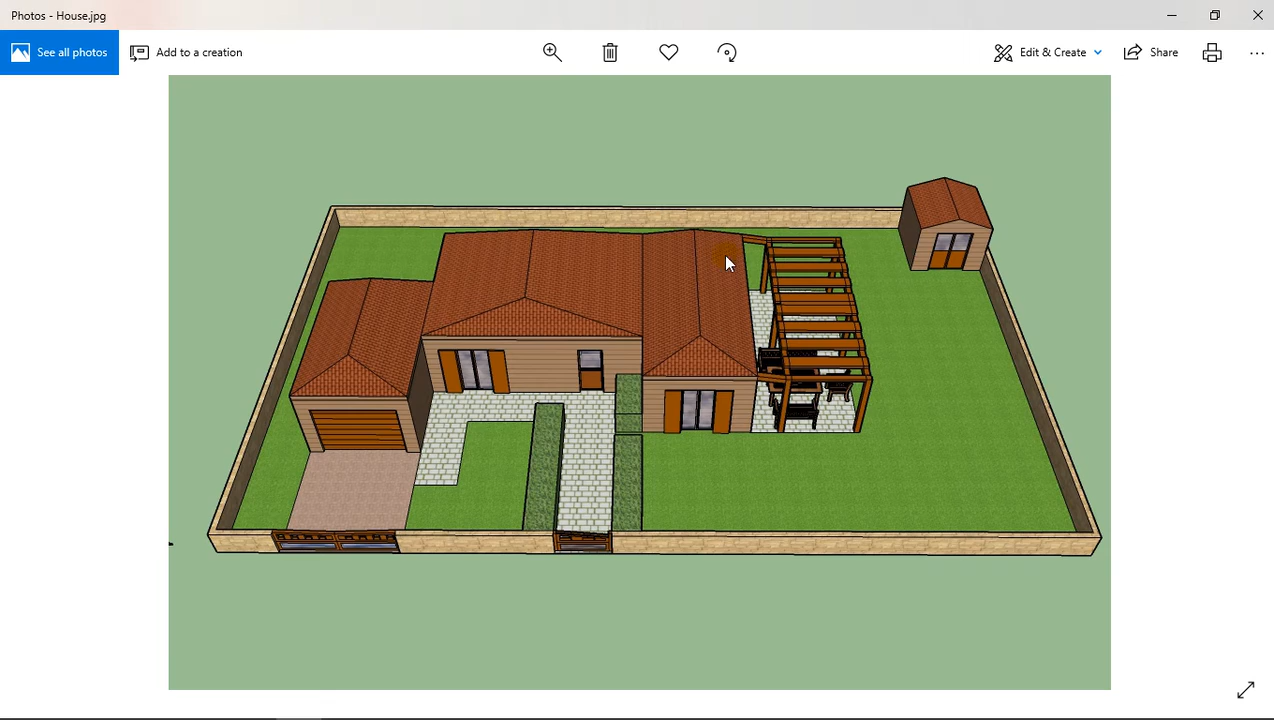 Photos - House.jpg
See all photos
Add to a creation
Edit & Create
Share